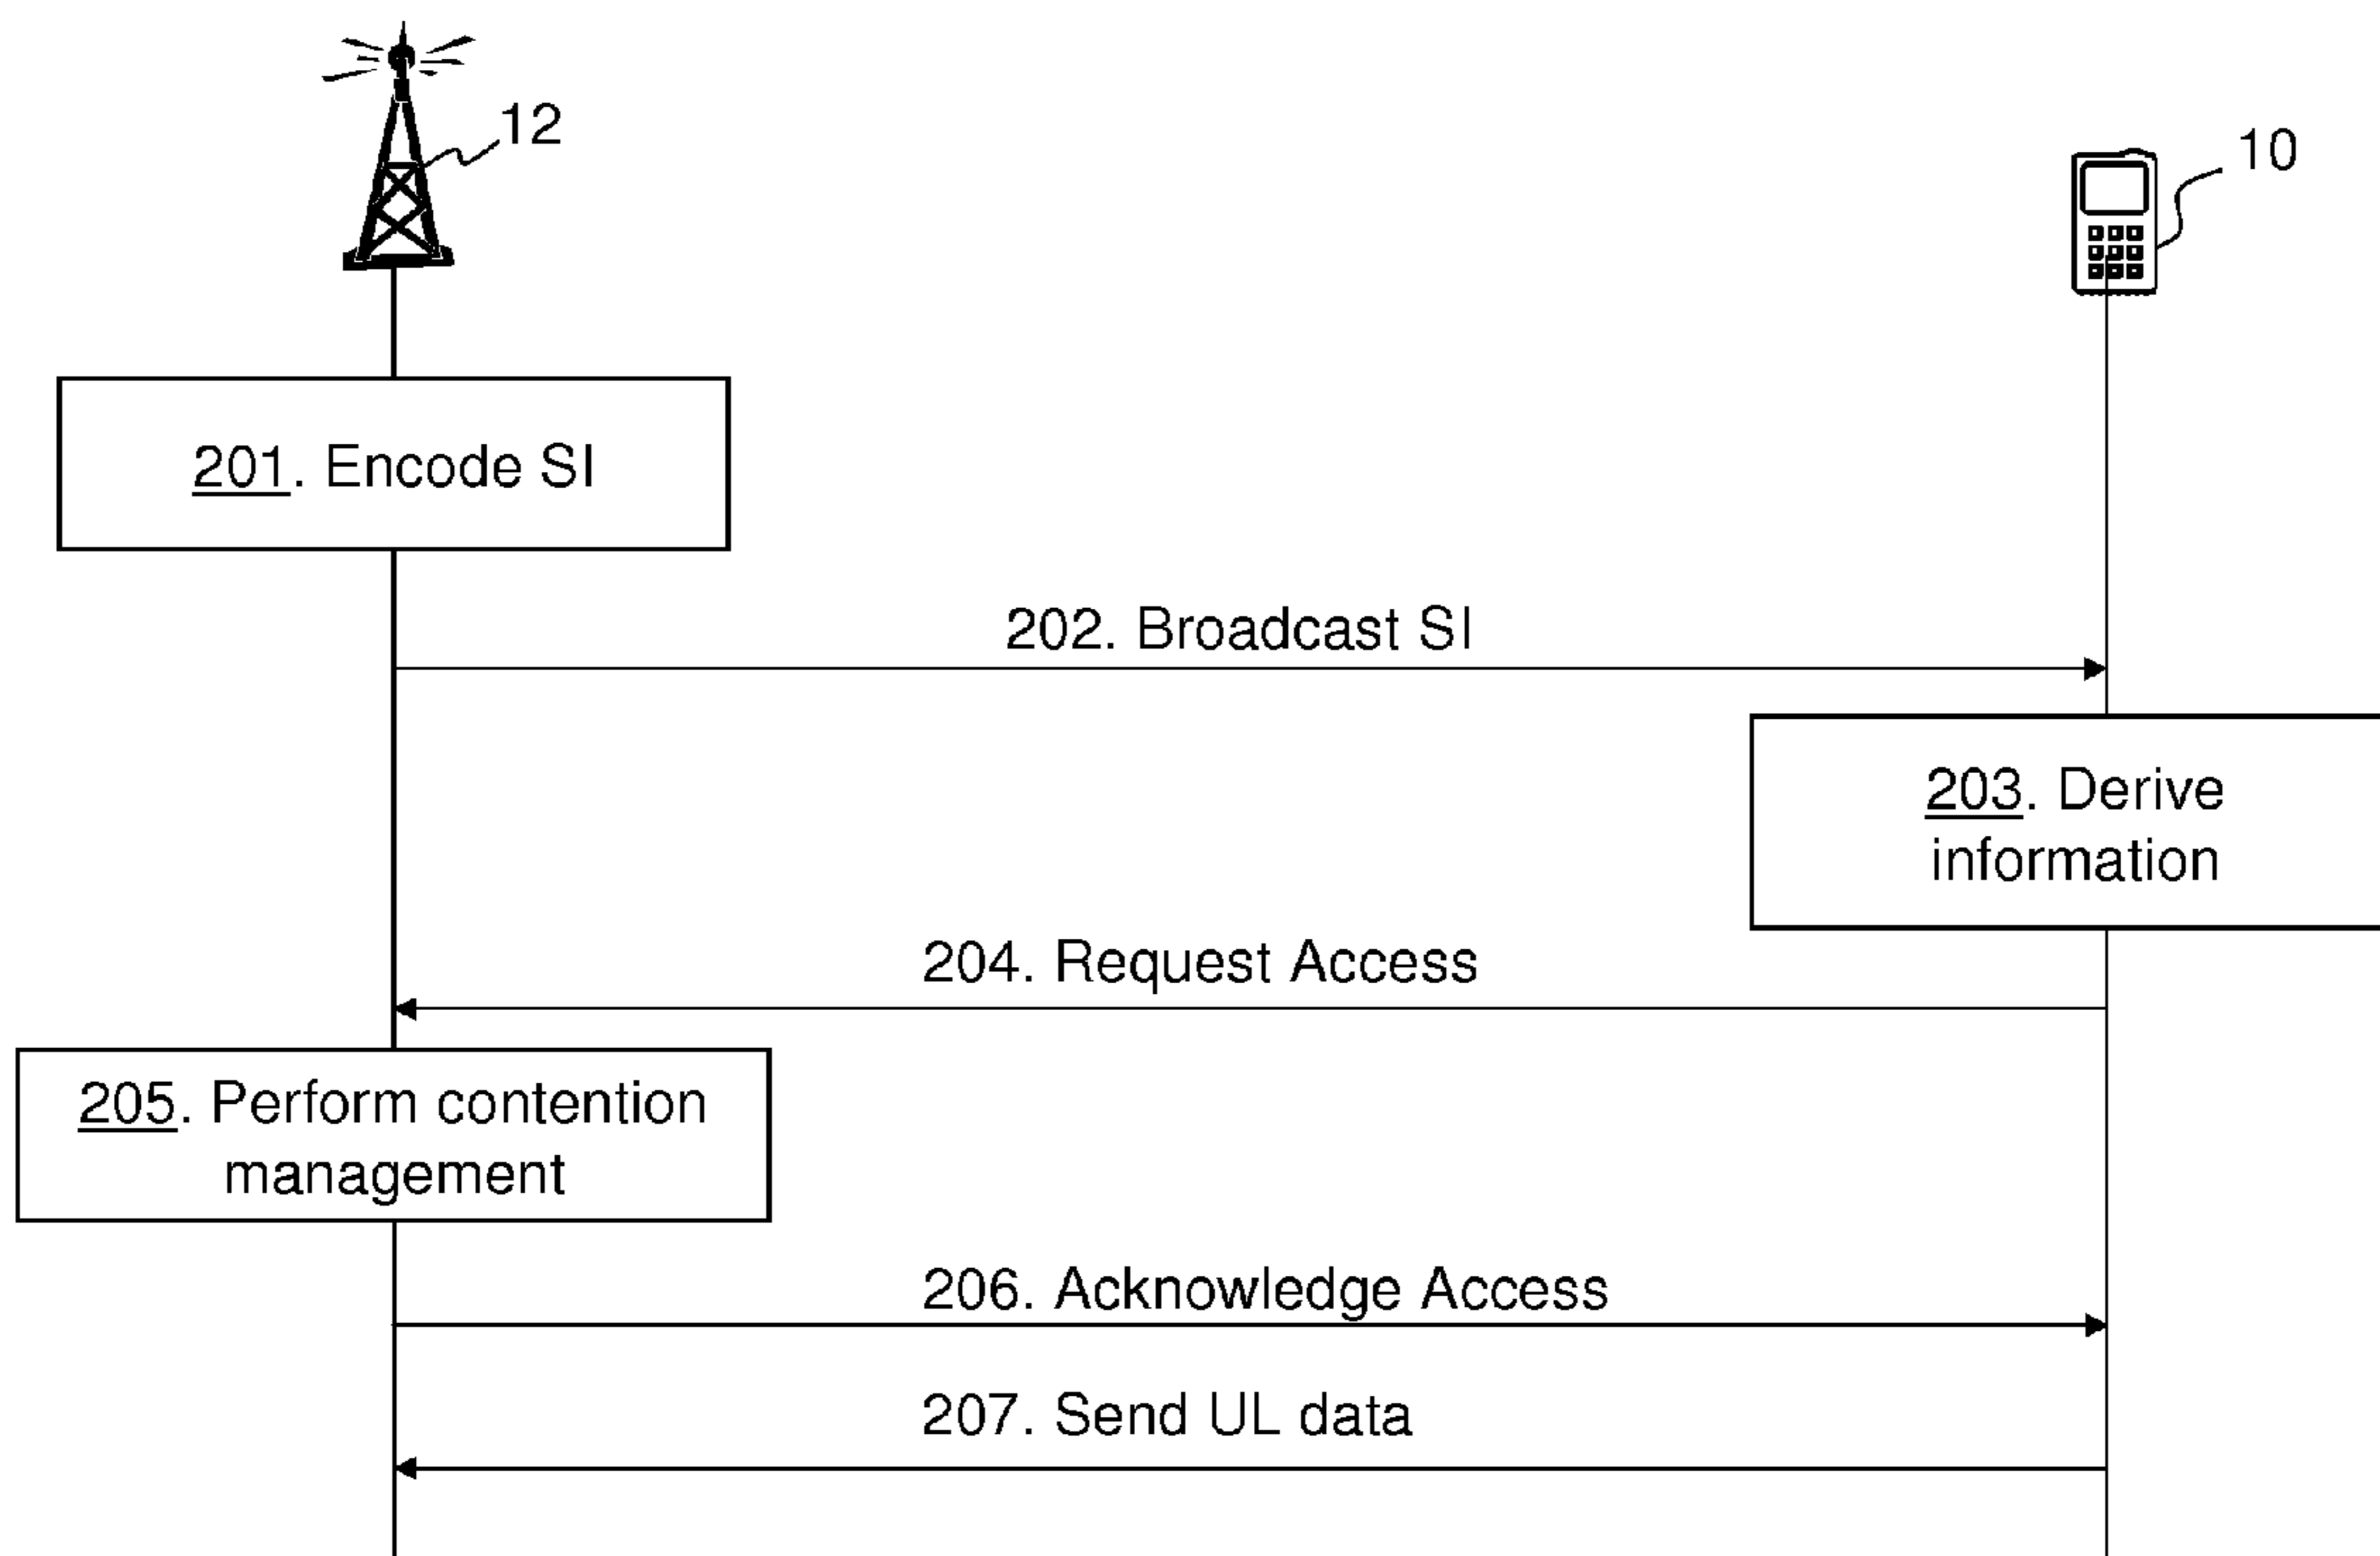 12
10
201. Encode SI
202. Broadcast SI
203. Derive
information
204. Request Access
205. Perform contention
management
206. Acknowledge Access
207. Send UL data